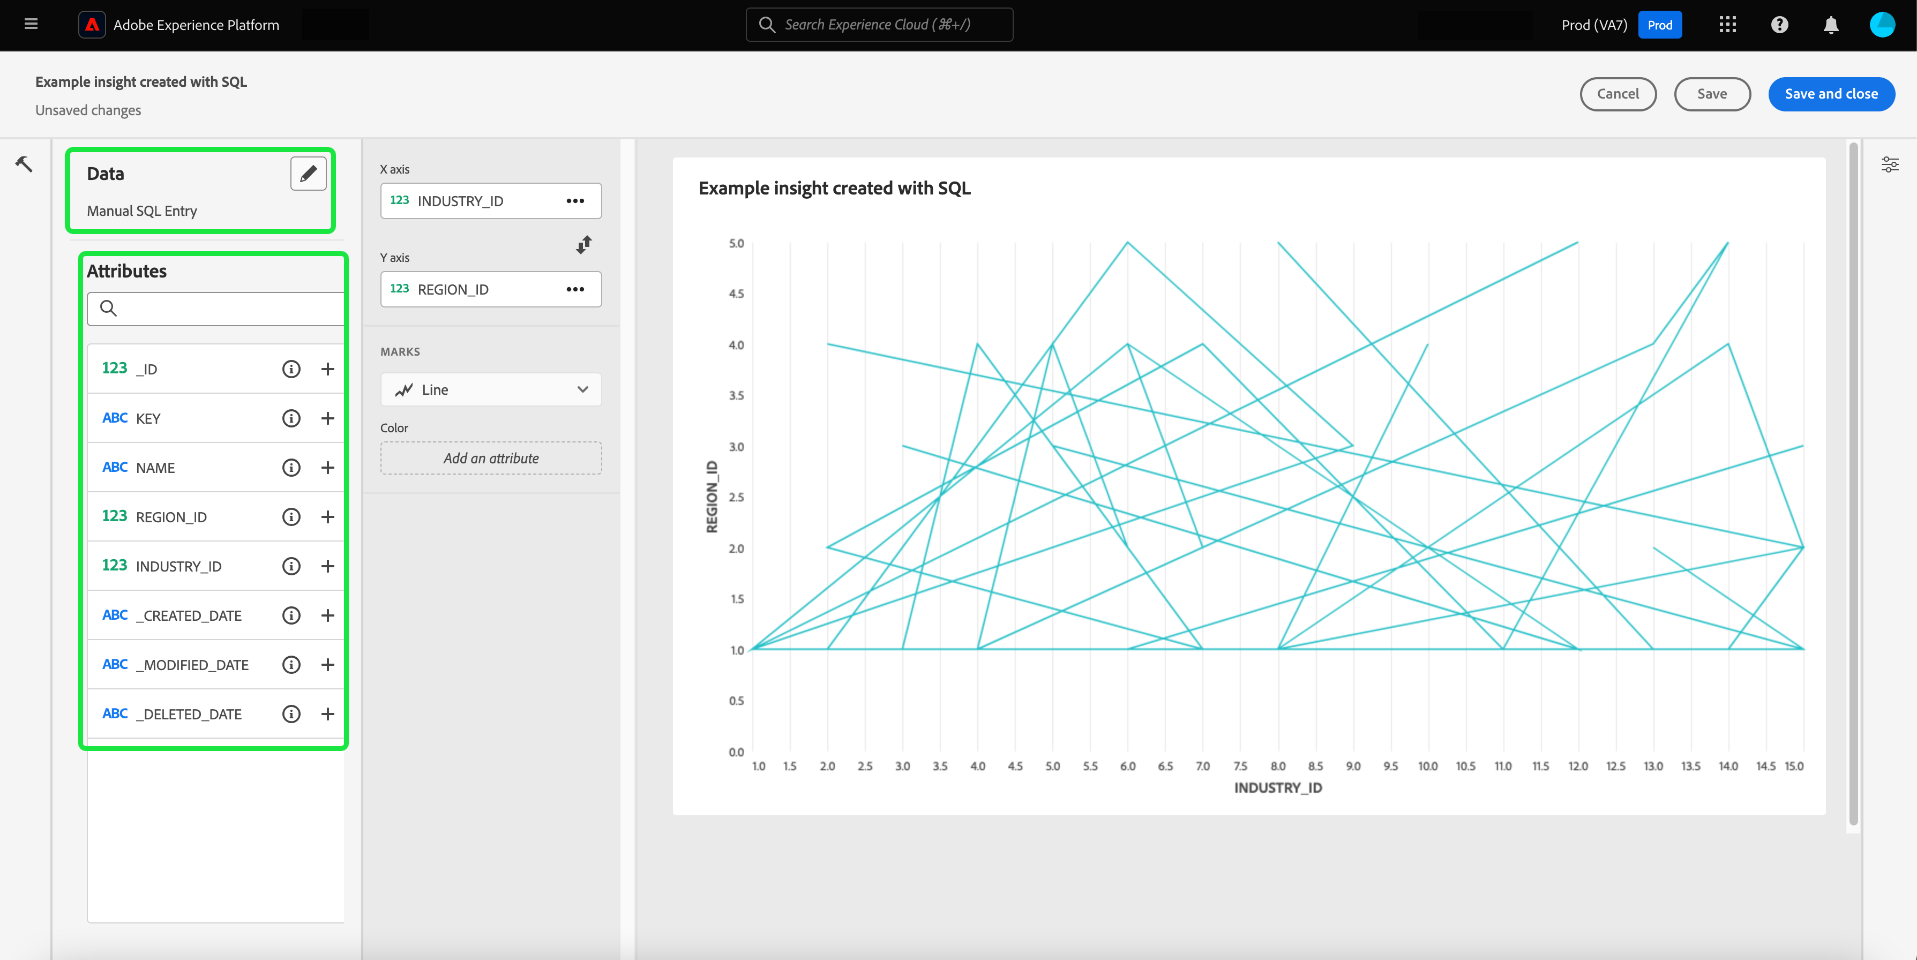 Adobe Experience Platform
Search Experience Cloud (⌘+/)
Prod (VA7) Prod
Example insight created with SQL
Unsaved changes
Cancel Save Save and close
Data
Manual SQL Entry
Attributes
123 _ID
ABC KEY
ABC NAME
123 REGION_ID
123 INDUSTRY_ID
ABC _CREATED_DATE
ABC _MODIFIED_DATE
ABC _DELETED_DATE
X axis
123 INDUSTRY_ID
Y axis
123 REGION_ID
MARKS
Line
Color
Add an attribute
Example insight created with SQL
5.0
4.5
4.0
3.5
3.0
2.5
2.0
1.5
1.0
0.5
0.0
REGION_ID
1.0 1.5 2.0 2.5 3.0 3.5 4.0 4.5 5.0 5.5 6.0 6.5 7.0 7.5 8.0 8.5 9.0 9.5 10.0 10.5 11.0 11.5 12.0 12.5 13.0 13.5 14.0 14.5 15.0
INDUSTRY_ID